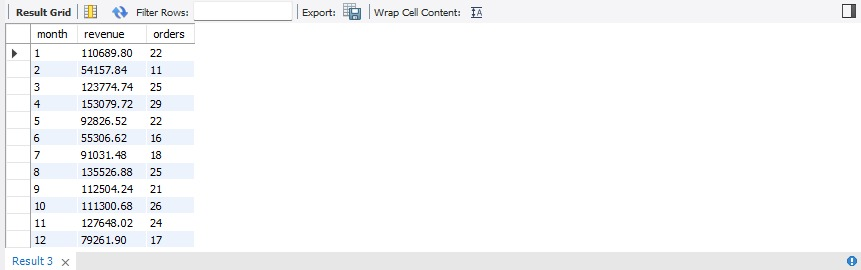 Result Grid Filter Rows: Export: Wrap Cell Content: IA
month revenue orders
1 110689.80 22
2 54157.84 11
3 123774.74 25
4 153079.72 29
5 92826.52 22
6 55306.62 16
7 91031.48 18
8 135526.88 25
9 112504.24 21
10 111300.68 26
11 127648.02 24
12 79261.90 17
Result 3 ×